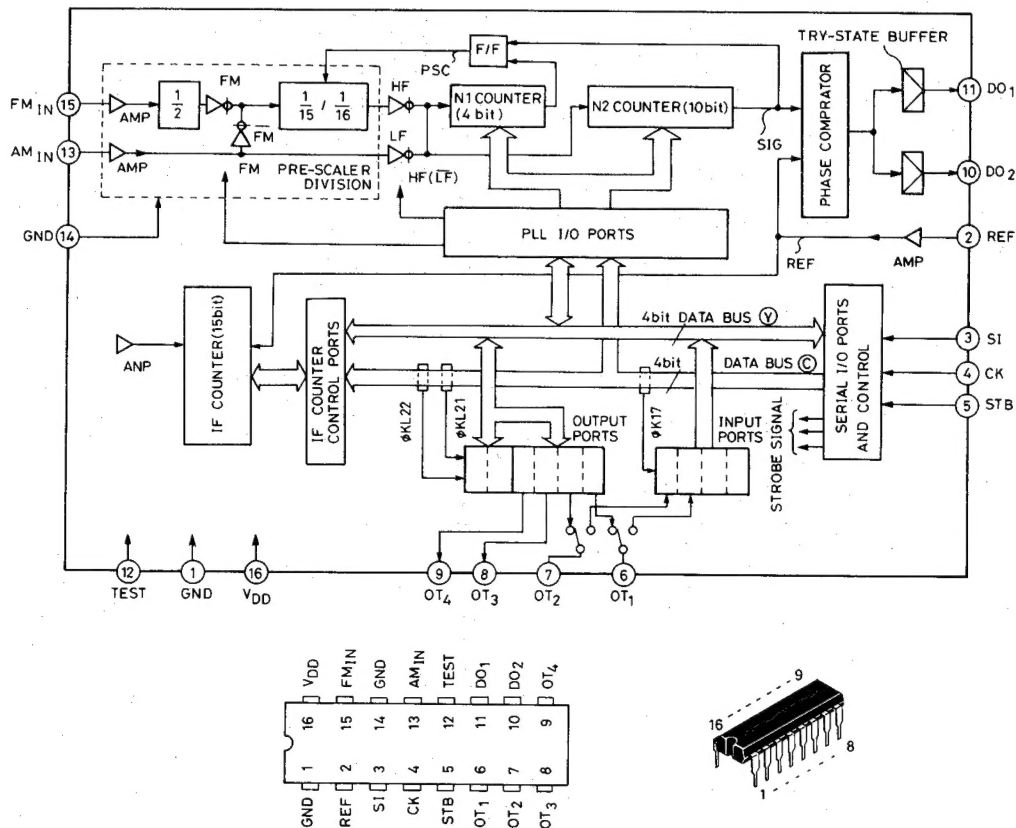 TRY-STATE BUFFER
F/F
PSC
FM IN 15
AMP
1/2
FM
1/15 / 1/16
HF
N1 COUNTER (4 bit)
N2 COUNTER (10bit)
SIG
PHASE COMPRATOR
11 DO1
10 DO2
FM
LF
AM IN 13
AMP
FM
PRE-SCALER DIVISION
HF(LF)
GND 14
PLL I/O PORTS
REF
AMP
2 REF
ANP
IF COUNTER (15bit)
IF COUNTER CONTROL PORTS
4bit DATA BUS Y
4bit DATA BUS C
SERIAL I/O PORTS AND CONTROL
3 SI
4 CK
5 STB
STROBE SIGNAL
φKL22
φKL21
OUTPUT PORTS
φK17
INPUT PORTS
12 TEST
1 GND
16 VDD
9 OT4
8 OT3
7 OT2
6 OT1
VDD FMIN GND AMIN TEST DO1 DO2 OT4
16 15 14 13 12 11 10 9
1 2 3 4 5 6 7 8
GND REF SI CK STB OT1 OT2 OT3
9
16
8
1